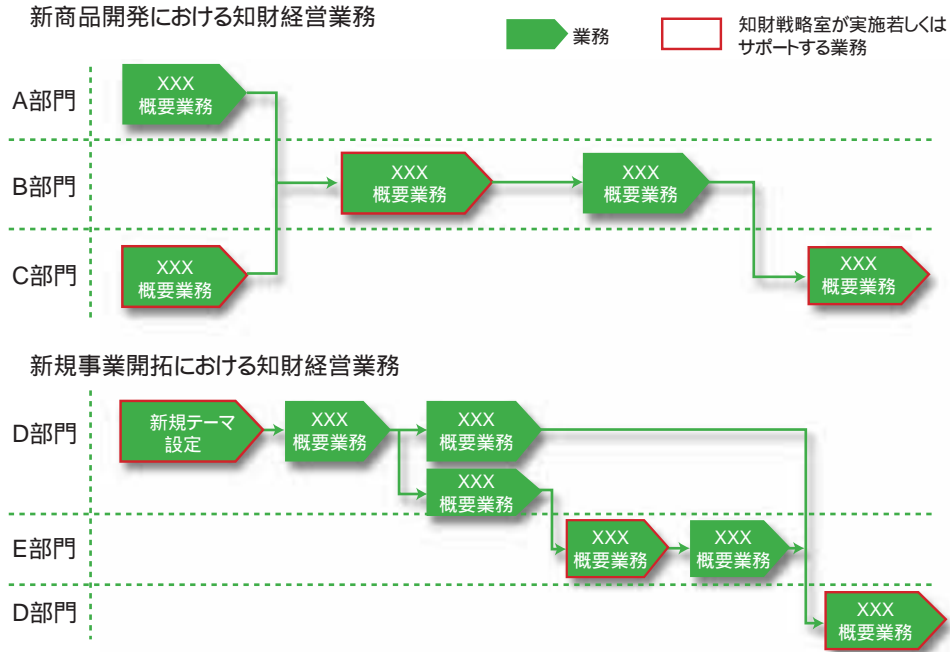 新商品開発における知財経営業務
業務
知財戦略室が実施若しくは
サポートする業務
A部門
XXX
概要業務
B部門
XXX
概要業務
XXX
概要業務
C部門
XXX
概要業務
XXX
概要業務
新規事業開拓における知財経営業務
D部門
新規テーマ
設定
XXX
概要業務
XXX
概要業務
XXX
概要業務
E部門
XXX
概要業務
XXX
概要業務
D部門
XXX
概要業務